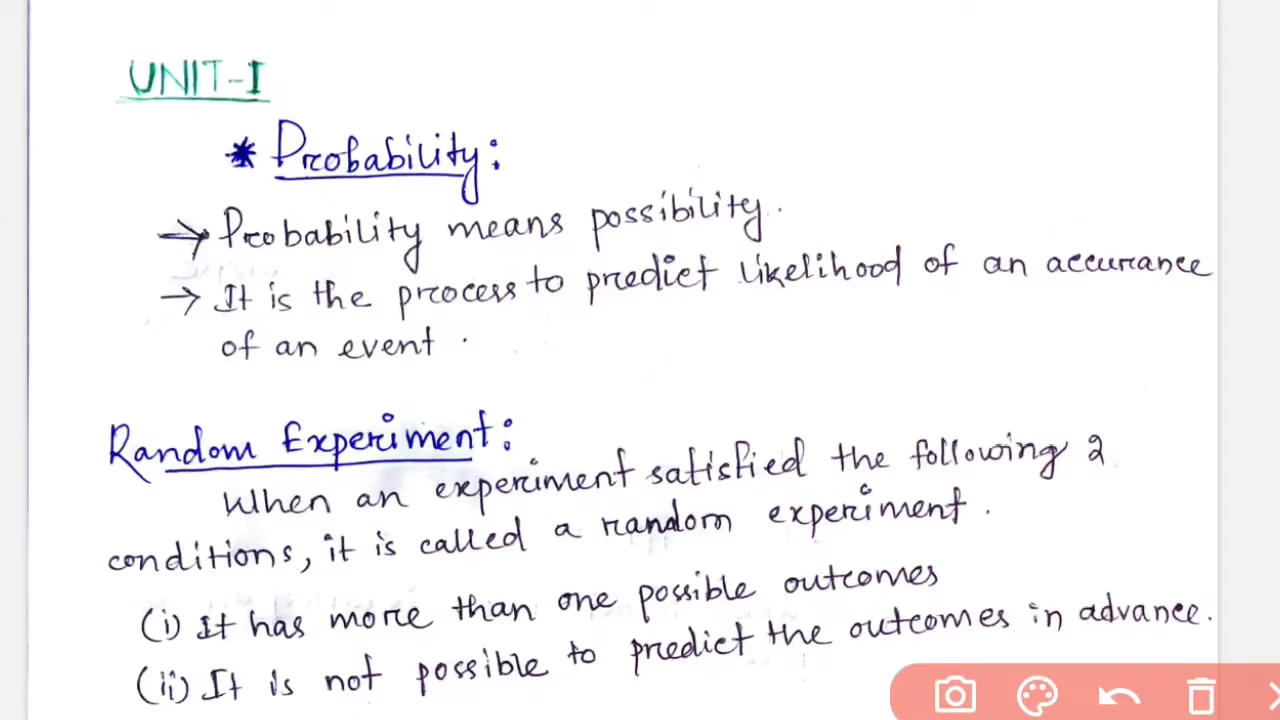 UNIT-I
* Probability:
→ Probability means possibility.
→ It is the process to predict likelihood of an accurance
of an event.
Random Experiment:
When an experiment satisfied the following 2
conditions, it is called a random experiment.
(i) It has more than one possible outcomes
(ii) It is not possible to predict the outcomes in advance.